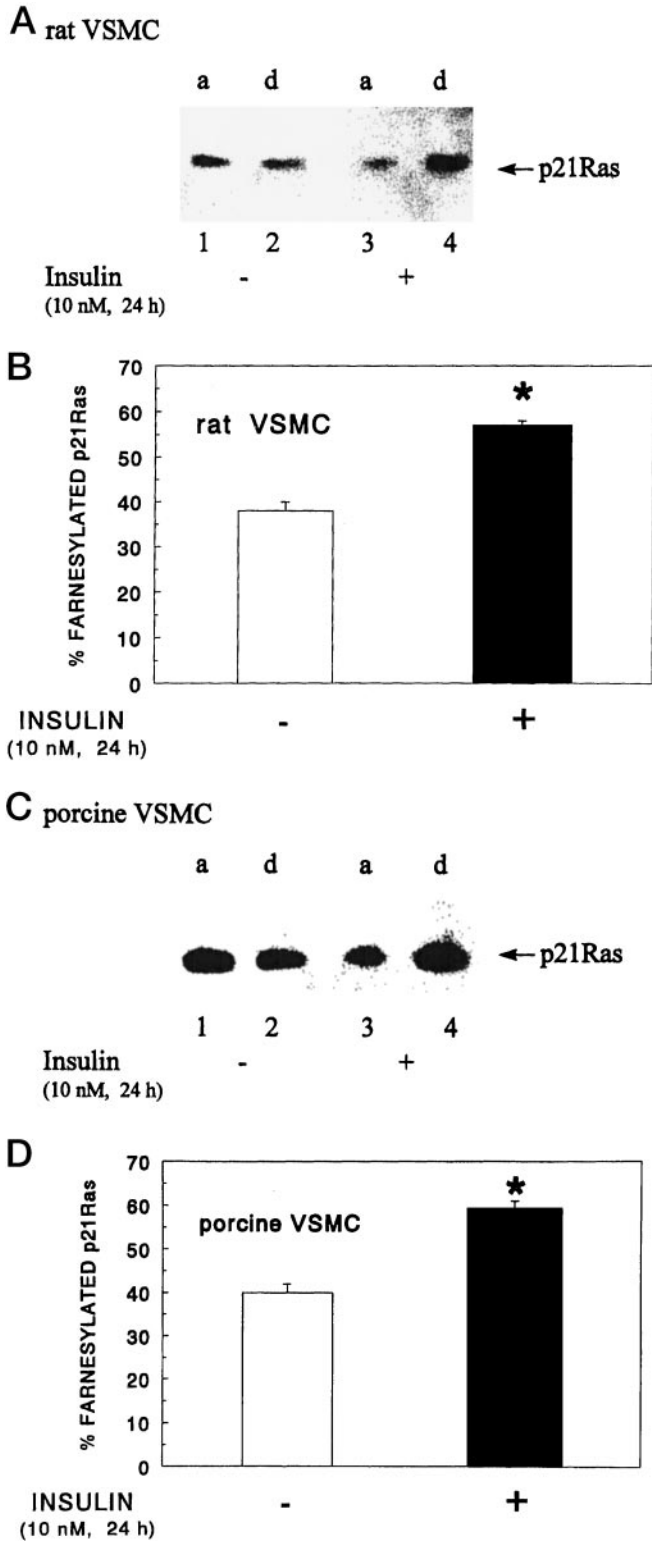 A rat VSMC
a d a d
p21Ras
1 2 3 4
Insulin - +
(10 nM, 24 h)
B
70
60
50
40
30
20
10
0
% FARNESYLATED p21Ras
rat VSMC
*
INSULIN - +
(10 nM, 24 h)
C porcine VSMC
a d a d
p21Ras
1 2 3 4
Insulin - +
(10 nM, 24 h)
D
70
60
50
40
30
20
10
0
% FARNESYLATED p21Ras
porcine VSMC
*
INSULIN - +
(10 nM, 24 h)